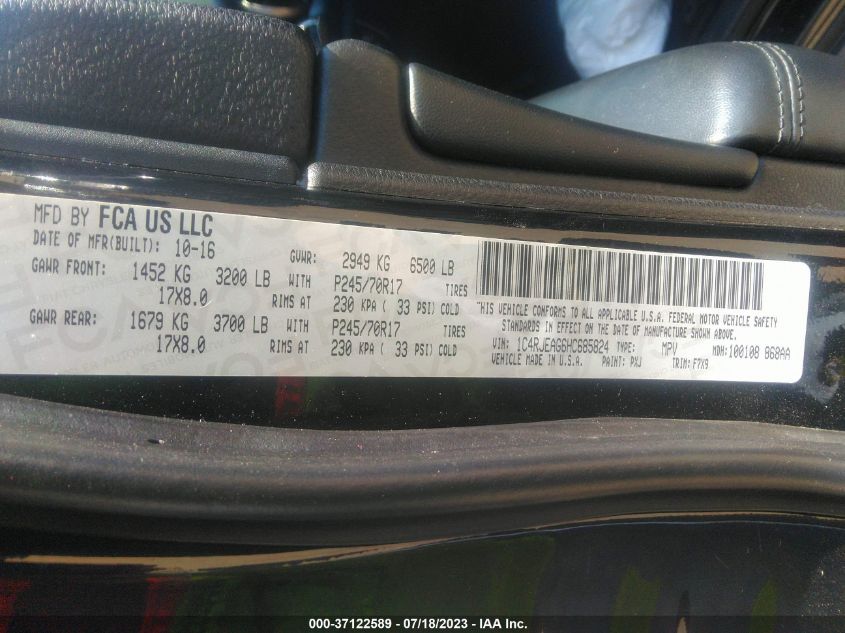 MFD BY FCA US LLC
DATE OF MFR(BUILT): 10-16 GVWR: 2949 KG 6500 LB
GAWR FRONT: 1452 KG 3200 LB WITH P245/70R17 TIRES
17X8.0 RIMS AT 230 KPA ( 33 PSI) COLD
GAWR REAR: 1679 KG 3700 LB WITH P245/70R17 TIRES
17X8.0 RIMS AT 230 KPA ( 33 PSI) COLD
THIS VEHICLE CONFORMS TO ALL APPLICABLE U.S.A. FEDERAL MOTOR VEHICLE SAFETY
STANDARDS IN EFFECT ON THE DATE OF MANUFACTURE SHOWN ABOVE.
VIN: 1C4RJEAG6HC685824 TYPE: MPV MDH:100108 868AA
VEHICLE MADE IN U.S.A. PAINT: PXJ TRIM:F7X9
000-37122589 - 07/18/2023 - IAA Inc.